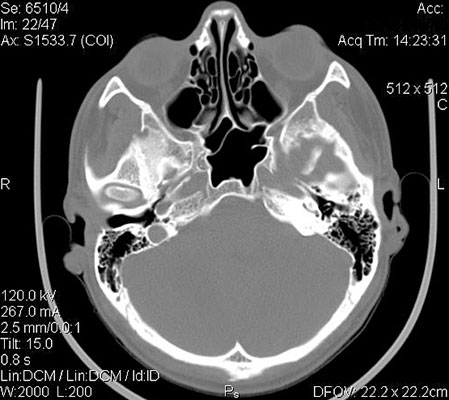 Se: 6510/4
Im: 22/47
Ax: S1533.7 (COI)
Acc:
Acq Tm: 14:23:31
512 x 512
C
R
L
120.0 kV
267.0 mA
2.5 mm/0.0:1
Tilt: 15.0
0.8 s
Lin:DCM / Lin:DCM / Id:ID
W:2000 L:200
Ps
DFOV: 22.2 x 22.2cm